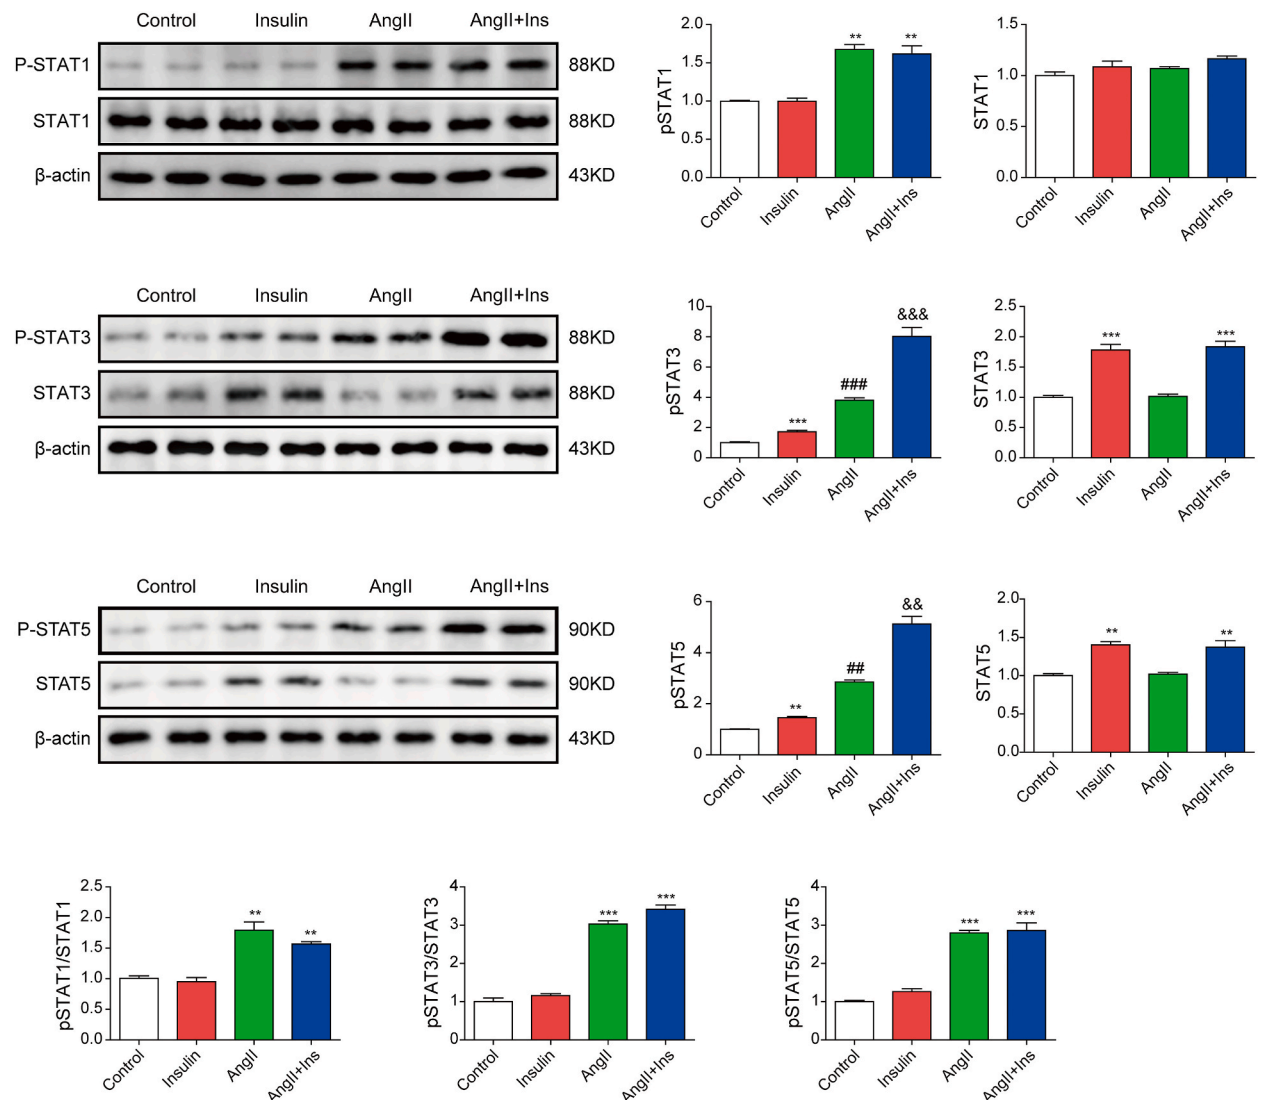 Control Insulin AngII AngII+Ins
P-STAT1 88KD
STAT1 88KD
β-actin 43KD
pSTAT1
2.0
1.5
1.0
0.5
0.0
** **
Control Insulin AngII AngII+Ins
STAT1
1.5
1.0
0.5
0.0
Control Insulin AngII AngII+Ins
Control Insulin AngII AngII+Ins
P-STAT3 88KD
STAT3 88KD
β-actin 43KD
pSTAT3
10
8
6
4
2
0
*** ### &&&
Control Insulin AngII AngII+Ins
STAT3
2.5
2.0
1.5
1.0
0.5
0.0
*** ***
Control Insulin AngII AngII+Ins
Control Insulin AngII AngII+Ins
P-STAT5 90KD
STAT5 90KD
β-actin 43KD
pSTAT5
6
4
2
0
** ## &&
Control Insulin AngII AngII+Ins
STAT5
2.0
1.5
1.0
0.5
0.0
** **
Control Insulin AngII AngII+Ins
pSTAT1/STAT1
2.5
2.0
1.5
1.0
0.5
0.0
** **
Control Insulin AngII AngII+Ins
pSTAT3/STAT3
4
3
2
1
0
*** ***
Control Insulin AngII AngII+Ins
pSTAT5/STAT5
4
3
2
1
0
*** ***
Control Insulin AngII AngII+Ins